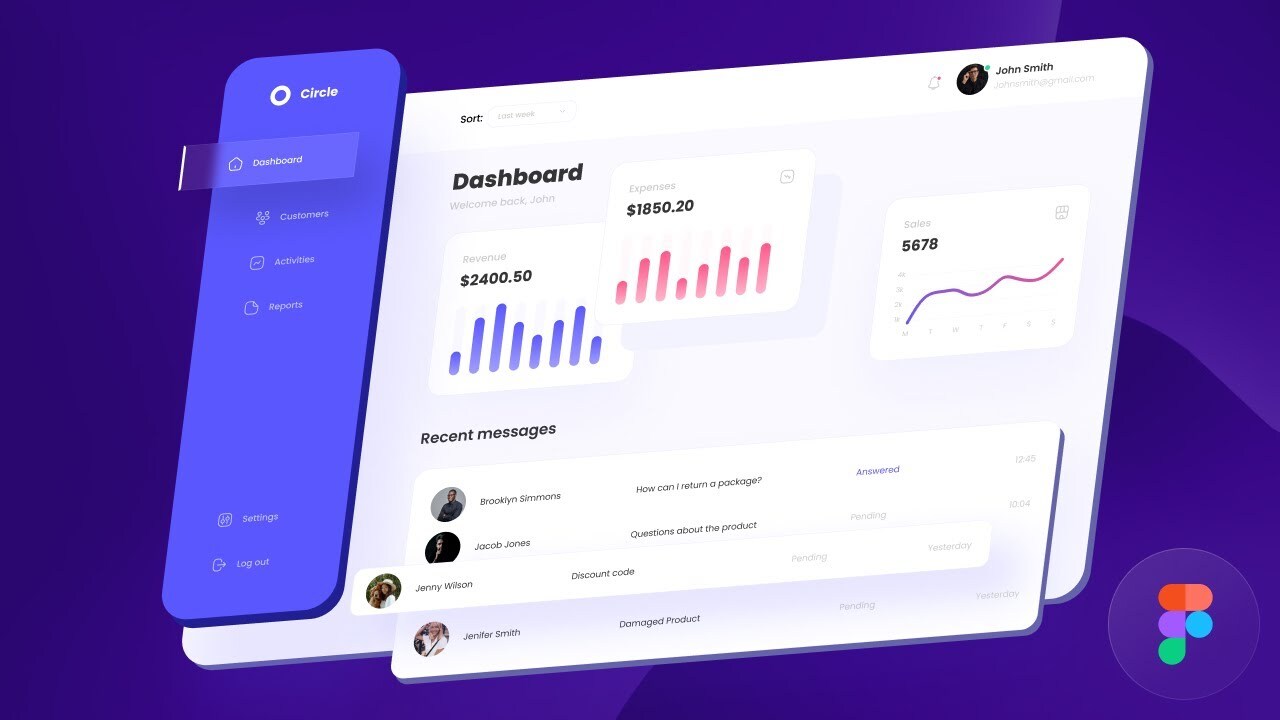 Circle
Dashboard
Customers
Activities
Reports
Settings
Log out
Sort:
Last week
John Smith
Johnsmith@gmail.com
Dashboard
Welcome back, John
Revenue
$2400.50
Expenses
$1850.20
Sales
5678
4k
3k
2k
1k
M T W T F S S
Recent messages
Brooklyn Simmons How can I return a package? Answered 12:45
Jacob Jones Questions about the product Pending 10:04
Jenny Wilson Discount code Pending Yesterday
Jenifer Smith Damaged Product Pending Yesterday